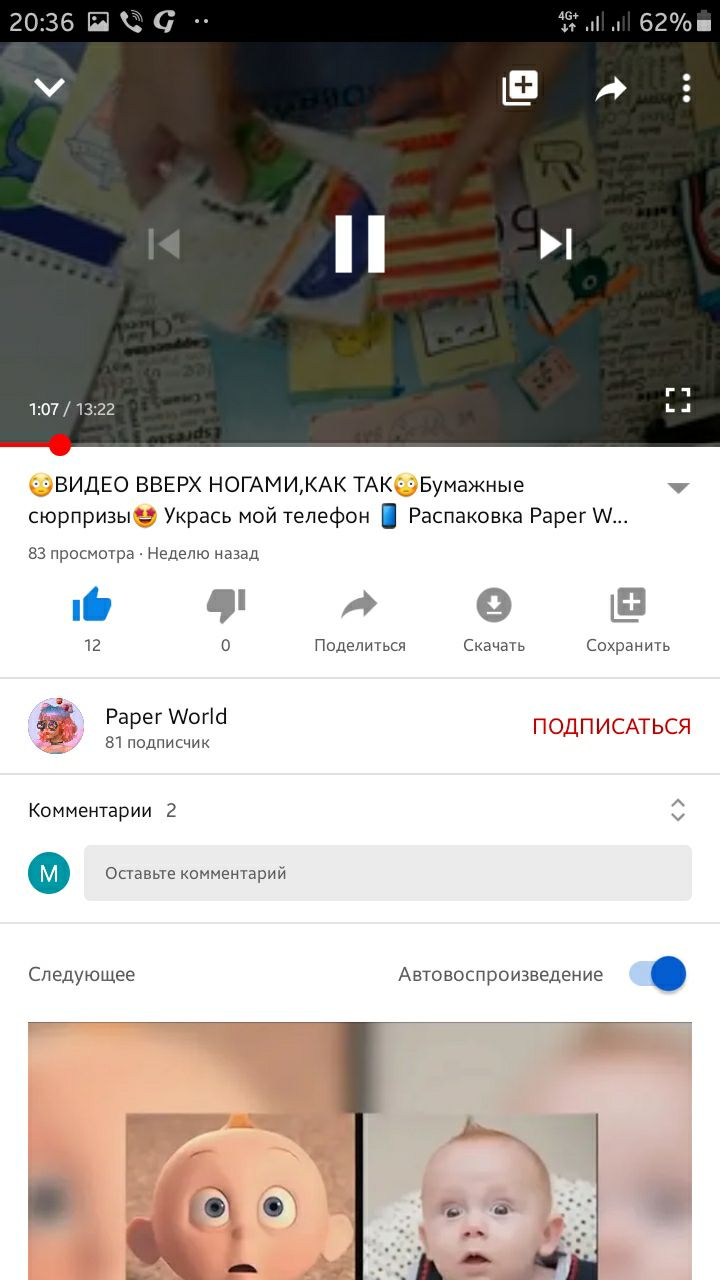 20:36
4G+ 62%
1:07 / 13:22
😳ВИДЕО ВВЕРХ НОГАМИ,КАК ТАК😳Бумажные
сюрпризы🤩 Укрась мой телефон 📱 Распаковка Paper W...
83 просмотра · Неделю назад
12
0
Поделиться
Скачать
Сохранить
Paper World
81 подписчик
ПОДПИСАТЬСЯ
Комментарии 2
М
Оставьте комментарий
Следующее
Автовоспроизведение